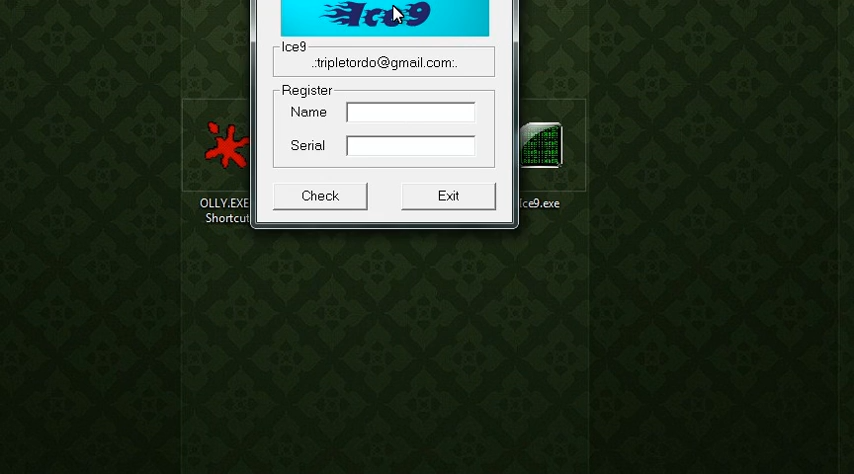 Ice9
Ice9
.:tripletordo@gmail.com:.
Register
Name
Serial
Check
Exit
OLLY.EXE
Shortcut
Ice9.exe